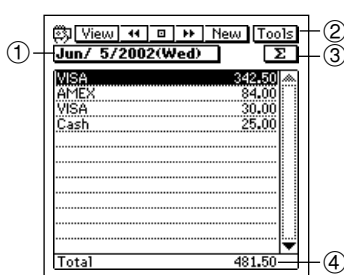 View New Tools ②
① Jun/ 5/2002(Wed) Σ ③
VISA 342.50
AMEX 84.00
VISA 30.00
Cash 25.00
Total 481.50 ④